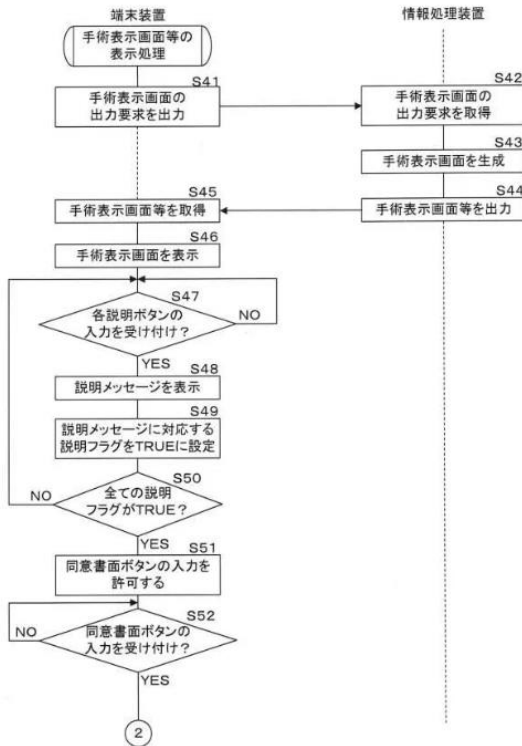 端末装置
情報処理装置
手術表示画面等の
表示処理
S41
手術表示画面の
出力要求を出力
S42
手術表示画面の
出力要求を取得
S43
手術表示画面を生成
S44
手術表示画面等を出力
S45
手術表示画面等を取得
S46
手術表示画面を表示
S47
各説明ボタンの
入力を受け付け?
NO
YES
S48
説明メッセージを表示
S49
説明メッセージに対応する
説明フラグをTRUEに設定
S50
全ての説明
フラグがTRUE?
NO
YES
S51
同意書面ボタンの入力を
許可する
S52
同意書面ボタンの
入力を受け付け?
NO
YES
2